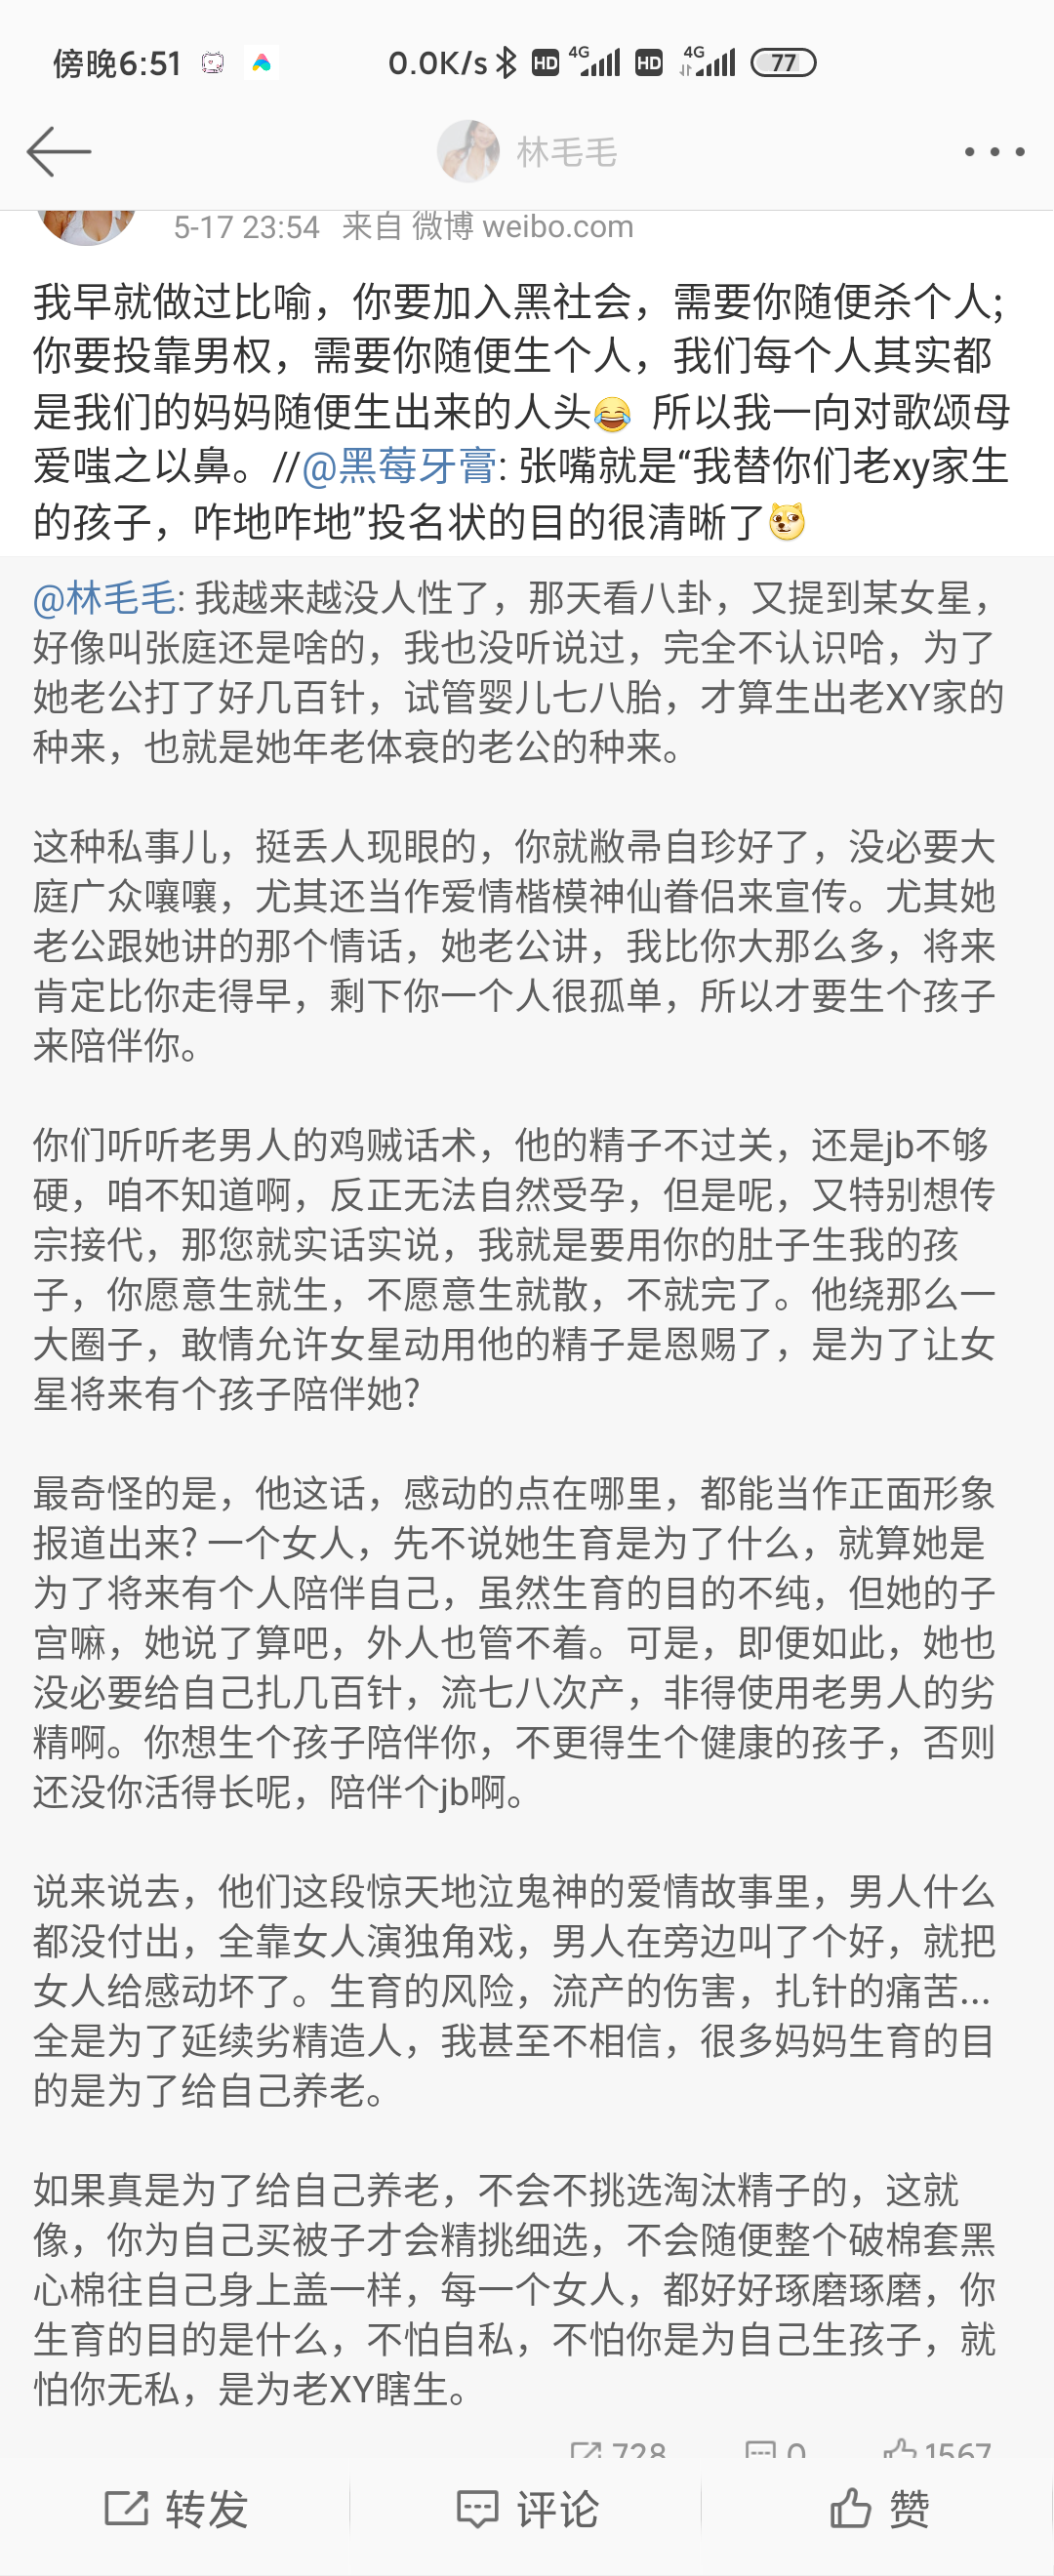 傍晚6:51
0.0K/s HD 4G HD 4G 77
林毛毛
5-17 23:54 来自 微博 weibo.com
我早就做过比喻，你要加入黑社会，需要你随便杀个人;
你要投靠男权，需要你随便生个人，我们每个人其实都
是我们的妈妈随便生出来的人头😂 所以我一向对歌颂母
爱嗤之以鼻。//@黑莓牙膏: 张嘴就是“我替你们老xy家生
的孩子，咋地咋地”投名状的目的很清晰了
@林毛毛: 我越来越没人性了，那天看八卦，又提到某女星，
好像叫张庭还是啥的，我也没听说过，完全不认识哈，为了
她老公打了好几百针，试管婴儿七八胎，才算生出老XY家的
种来，也就是她年老体衰的老公的种来。
这种私事儿，挺丢人现眼的，你就敝帚自珍好了，没必要大
庭广众嚷嚷，尤其还当作爱情楷模神仙眷侣来宣传。尤其她
老公跟她讲的那个情话，她老公讲，我比你大那么多，将来
肯定比你走得早，剩下你一个人很孤单，所以才要生个孩子
来陪伴你。
你们听听老男人的鸡贼话术，他的精子不过关，还是jb不够
硬，咱不知道啊，反正无法自然受孕，但是呢，又特别想传
宗接代，那您就实话实说，我就是要用你的肚子生我的孩
子，你愿意生就生，不愿意生就散，不就完了。他绕那么一
大圈子，敢情允许女星动用他的精子是恩赐了，是为了让女
星将来有个孩子陪伴她?
最奇怪的是，他这话，感动的点在哪里，都能当作正面形象
报道出来? 一个女人，先不说她生育是为了什么，就算她是
为了将来有个人陪伴自己，虽然生育的目的不纯，但她的子
宫嘛，她说了算吧，外人也管不着。可是，即便如此，她也
没必要给自己扎几百针，流七八次产，非得使用老男人的劣
精啊。你想生个孩子陪伴你，不更得生个健康的孩子，否则
还没你活得长呢，陪伴个jb啊。
说来说去，他们这段惊天地泣鬼神的爱情故事里，男人什么
都没付出，全靠女人演独角戏，男人在旁边叫了个好，就把
女人给感动坏了。生育的风险，流产的伤害，扎针的痛苦...
全是为了延续劣精造人，我甚至不相信，很多妈妈生育的目
的是为了给自己养老。
如果真是为了给自己养老，不会不挑选淘汰精子的，这就
像，你为自己买被子才会精挑细选，不会随便整个破棉套黑
心棉往自己身上盖一样，每一个女人，都好好琢磨琢磨，你
生育的目的是什么，不怕自私，不怕你是为自己生孩子，就
怕你无私，是为老XY瞎生。
728 0 1567
转发 评论 赞